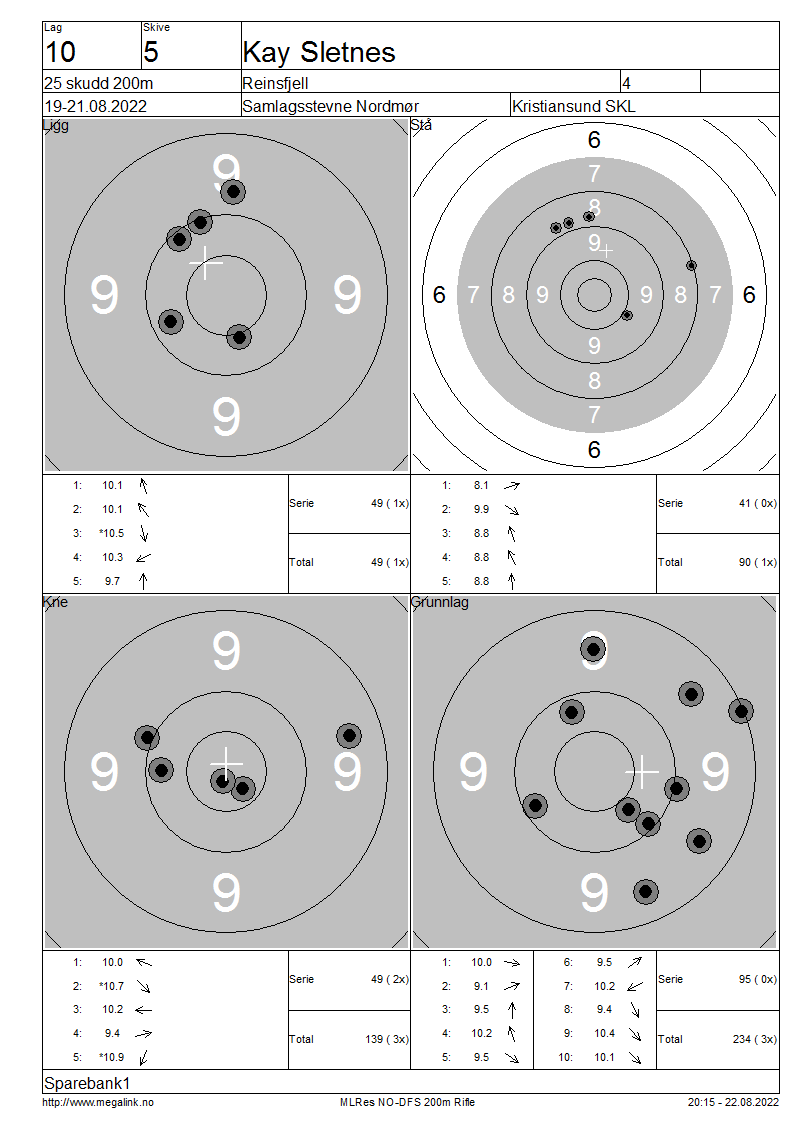 Lag Skive
10 5 Kay Sletnes
25 skudd 200m Reinsfjell 4
19-21.08.2022 Samlagsstevne Nordmør Kristiansund SKL
Ligg
9
9 9
9
Stå
6
7
8
9
6 7 8 9 9 8 7 6
9
8
7
6
1: 10.1
2: 10.1
3: *10.5
4: 10.3
5: 9.7
Serie 49 ( 1x)
Total 49 ( 1x)
1: 8.1
2: 9.9
3: 8.8
4: 8.8
5: 8.8
Serie 41 ( 0x)
Total 90 ( 1x)
Kne
9
9 9
9
Grunnlag
9
9 9
9
1: 10.0
2: *10.7
3: 10.2
4: 9.4
5: *10.9
Serie 49 ( 2x)
Total 139 ( 3x)
1: 10.0 6: 9.5
2: 9.1 7: 10.2
3: 9.5 8: 9.4
4: 10.2 9: 10.4
5: 9.5 10: 10.1
Serie 95 ( 0x)
Total 234 ( 3x)
Sparebank1
http://www.megalink.no MLRes NO-DFS 200m Rifle 20:15 - 22.08.2022